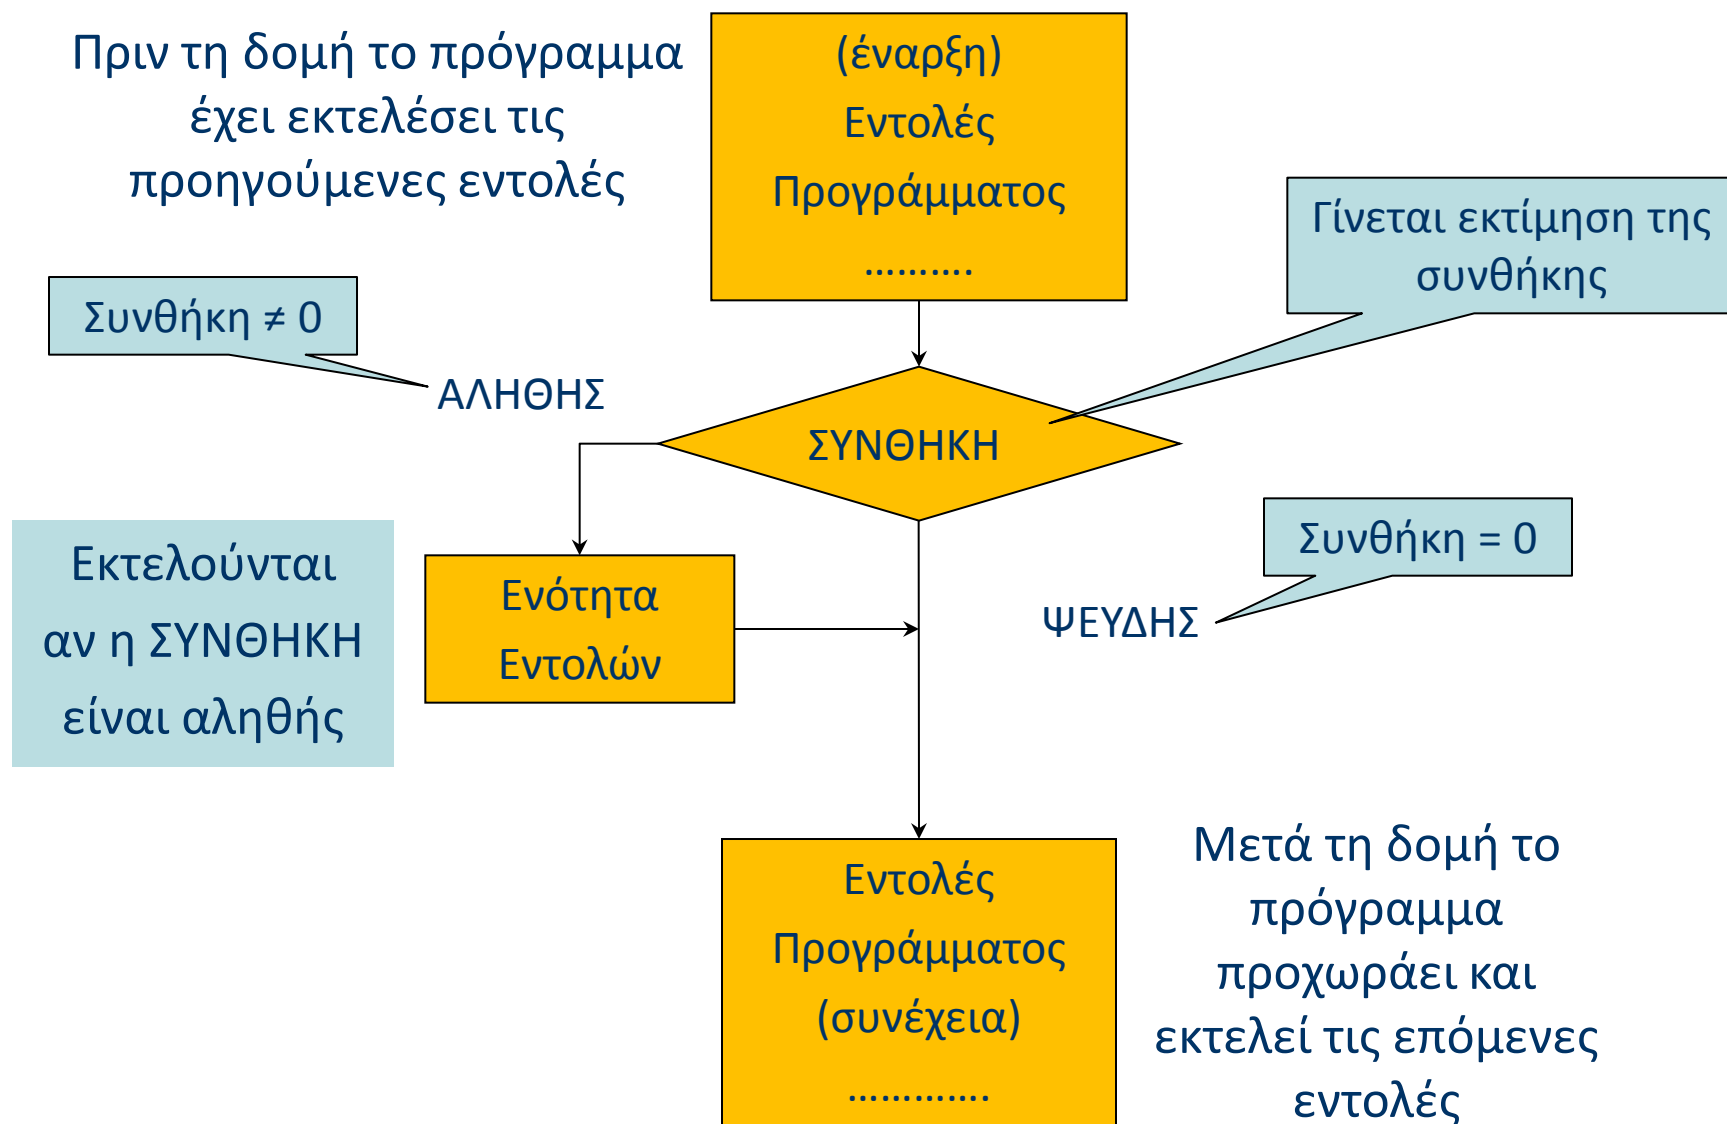 Πριν τη δομή το πρόγραμμα
έχει εκτελέσει τις
προηγούμενες εντολές
(έναρξη)
Εντολές
Προγράμματος
..........
Γίνεται εκτίμηση της
συνθήκης
Συνθήκη ≠ 0
ΑΛΗΘΗΣ
ΣΥΝΘΗΚΗ
Συνθήκη = 0
ΨΕΥΔΗΣ
Εκτελούνται
αν η ΣΥΝΘΗΚΗ
είναι αληθής
Ενότητα
Εντολών
Εντολές
Προγράμματος
(συνέχεια)
.............
Μετά τη δομή το
πρόγραμμα
προχωράει και
εκτελεί τις επόμενες
εντολές